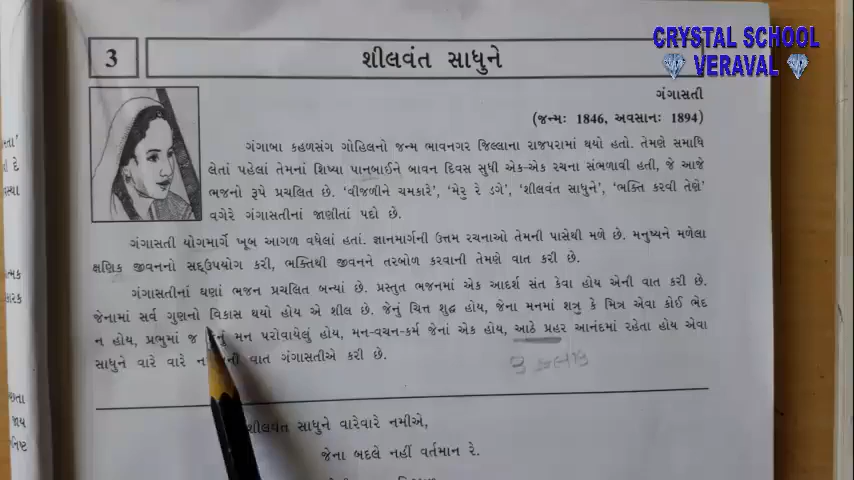 CRYSTAL SCHOOL
VERAVAL
3
શીલવંત સાધુને
ગંગાસતી
(જન્મઃ 1846, અવસાનઃ 1894)
ગંગાબા કહળસંગ ગોહિલનો જન્મ ભાવનગર જિલ્લાના રાજપરામાં થયો હતો. તેમણે સમાધિ
લેતાં પહેલાં તેમનાં શિષ્યા પાનબાઈને બાવન દિવસ સુધી એક-એક રચના સંભળાવી હતી, જે આજે
ભજનો રૂપે પ્રચલિત છે. 'વીજળીને ચમકારે', 'મેરુ રે ડગે', 'શીલવંત સાધુને', 'ભક્તિ કરવી તેણે'
વગેરે ગંગાસતીનાં જાણીતાં પદો છે.
ગંગાસતી યોગમાર્ગે ખૂબ આગળ વધેલાં હતાં. જ્ઞાનમાર્ગની ઉત્તમ રચનાઓ તેમની પાસેથી મળે છે. મનુષ્યને મળેલા
ક્ષણિક જીવનનો સદ્ઉપયોગ કરી, ભક્તિથી જીવનને તરબોળ કરવાની તેમણે વાત કરી છે.
ગંગાસતીનાં ઘણાં ભજન પ્રચલિત બન્યાં છે. પ્રસ્તુત ભજનમાં એક આદર્શ સંત કેવા હોય એની વાત કરી છે.
જેનામાં સર્વ ગુણનો વિકાસ થયો હોય એ શીલ છે. જેનું ચિત્ત શુદ્ધ હોય, જેના મનમાં શત્રુ કે મિત્ર એવા કોઈ ભેદ
ન હોય, પ્રભુમાં જ મન પરોવાયેલું હોય, મન-વચન-કર્મ જેનાં એક હોય, આઠે પ્રહર આનંદમાં રહેતા હોય એવા
સાધુને વારે વારે વાત ગંગાસતીએ કરી છે.
શીલવંત સાધુને વારેવારે નમીએ,
જેના બદલે નહીં વર્તમાન રે.